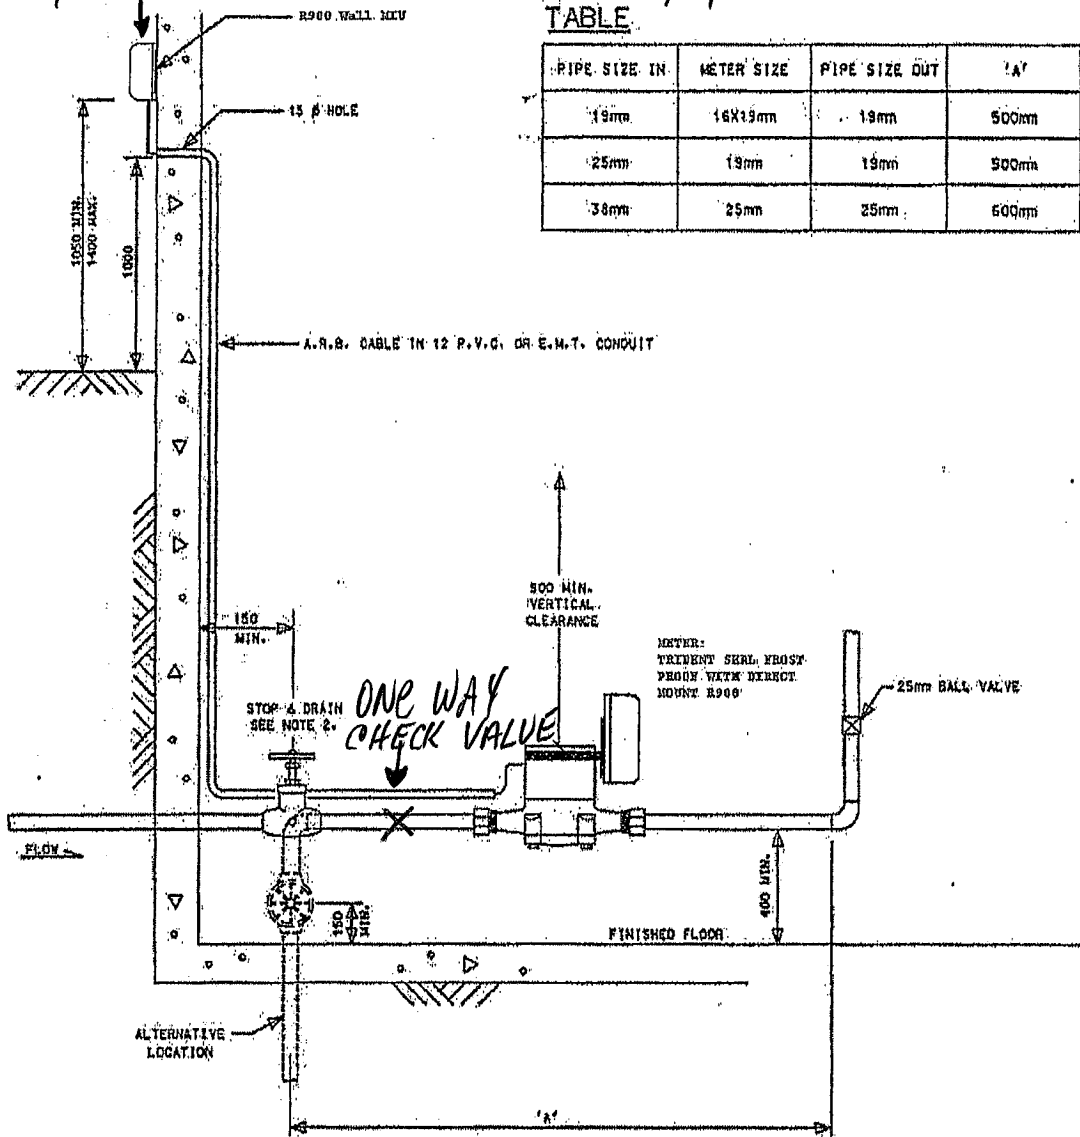 TABLE
PIPE SIZE IN METER SIZE PIPE SIZE OUT 'A'
19mm 16X19mm 19mm 500mm
25mm 19mm 19mm 500mm
38mm 25mm 25mm 600mm
R900 Wall MIU
15 ø HOLE
1050 MIN.
1400 MAX.
1000
A.R.B. CABLE IN 12 P.V.C. OR E.M.T. CONDUIT
500 MIN.
VERTICAL
CLEARANCE
150
MIN.
METER:
TRIDENT SEAL FROST
PROOF WITH DIRECT
MOUNT R900
25mm BALL VALVE
STOP & DRAIN
SEE NOTE 2.
ONE WAY
CHECK VALUE
FLOW
400 MIN.
150
MIN.
FINISHED FLOOR
ALTERNATIVE
LOCATION
'A'